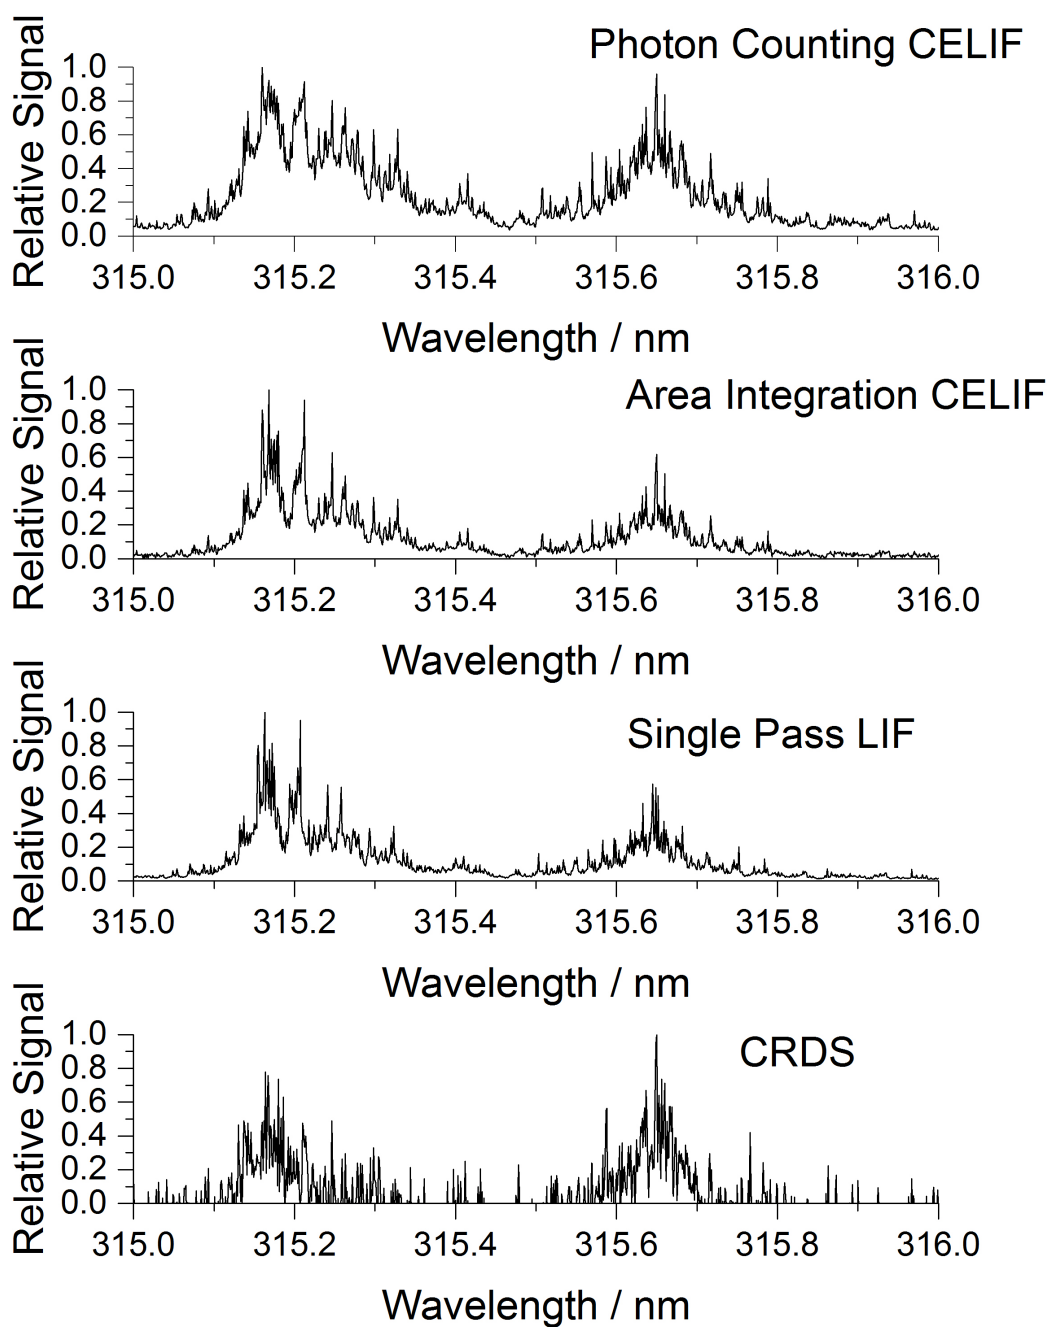 Photon Counting CELIF
Relative Signal
1.0
0.8
0.6
0.4
0.2
0.0
315.0 315.2 315.4 315.6 315.8 316.0
Wavelength / nm
Area Integration CELIF
Relative Signal
1.0
0.8
0.6
0.4
0.2
0.0
315.0 315.2 315.4 315.6 315.8 316.0
Wavelength / nm
Single Pass LIF
Relative Signal
1.0
0.8
0.6
0.4
0.2
0.0
315.0 315.2 315.4 315.6 315.8 316.0
Wavelength / nm
CRDS
Relative Signal
1.0
0.8
0.6
0.4
0.2
0.0
315.0 315.2 315.4 315.6 315.8 316.0
Wavelength / nm